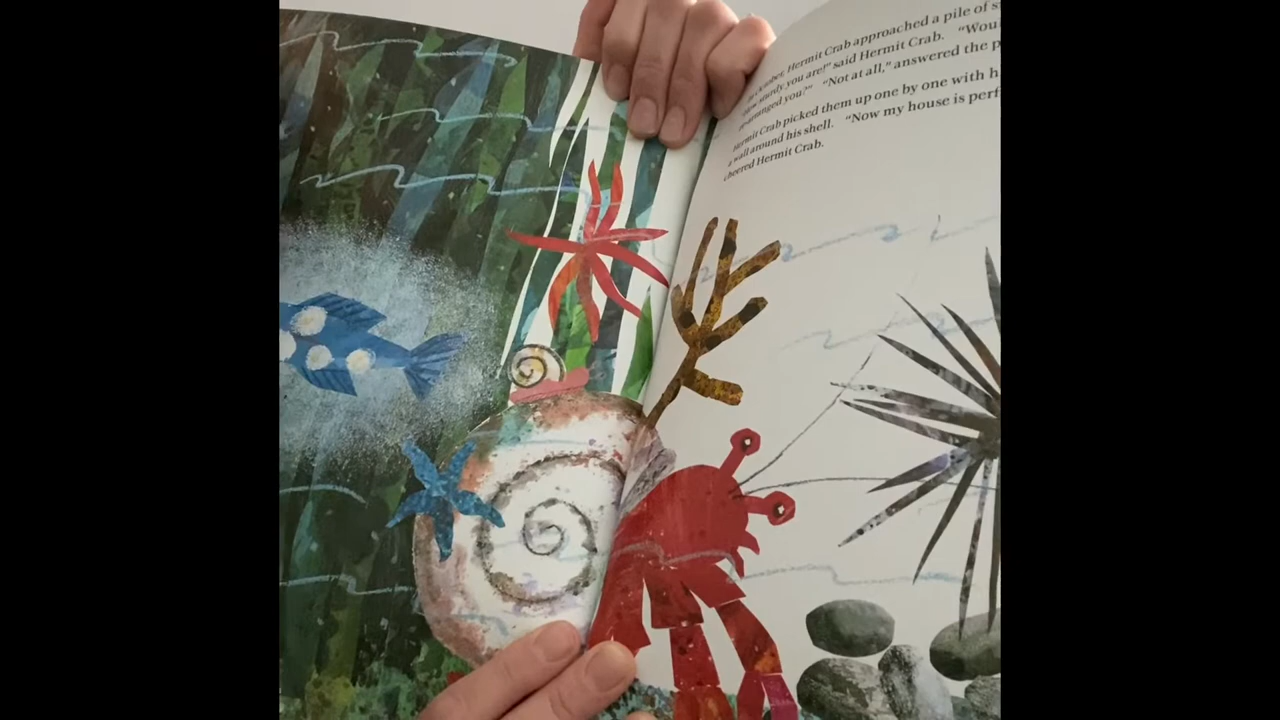 In October, Hermit Crab approached a pile of s
how sturdy you are!" said Hermit Crab. "Wou
rearranged you?" "Not at all," answered the p
Hermit Crab picked them up one by one with h
a wall around his shell. "Now my house is perf
cheered Hermit Crab.